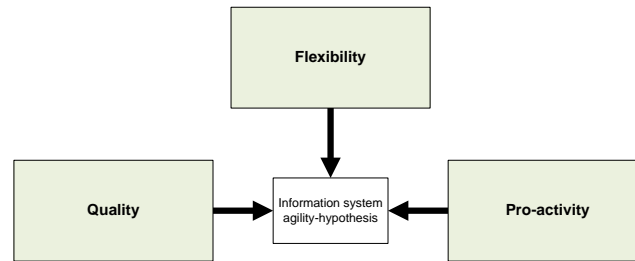 Flexibility
Quality
Information system
agility-hypothesis
Pro-activity